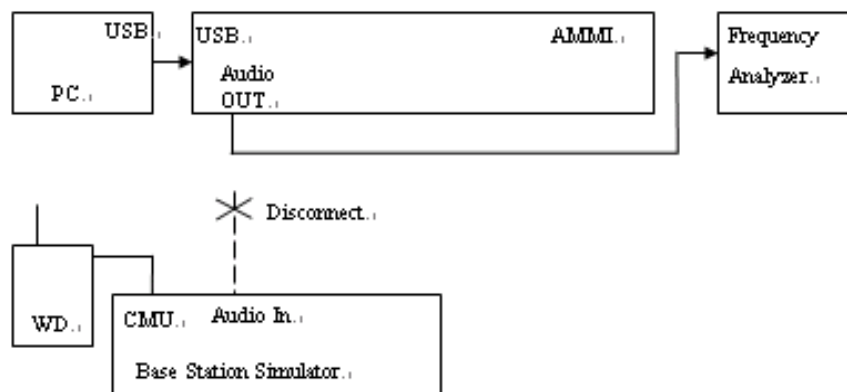 USB
PC
USB
AMMI
Audio
OUT
Frequency
Analyzer
Disconnect
WD
CMU
Audio In
Base Station Simulator